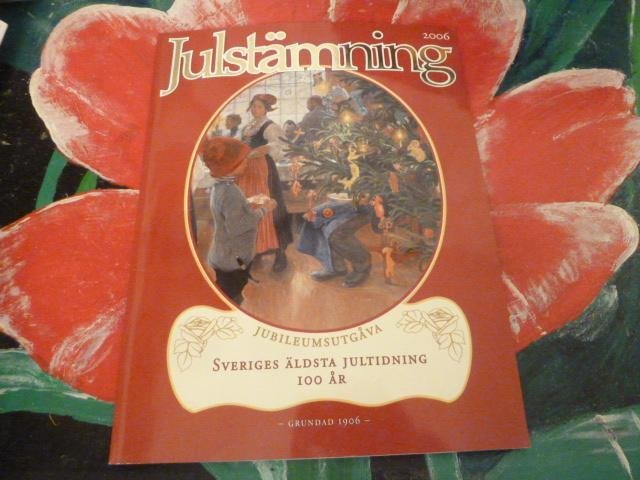 2006
Julstämning
JUBILEUMSUTGÅVA
SVERIGES ÄLDSTA JULTIDNING
100 ÅR
– GRUNDAD 1906 –